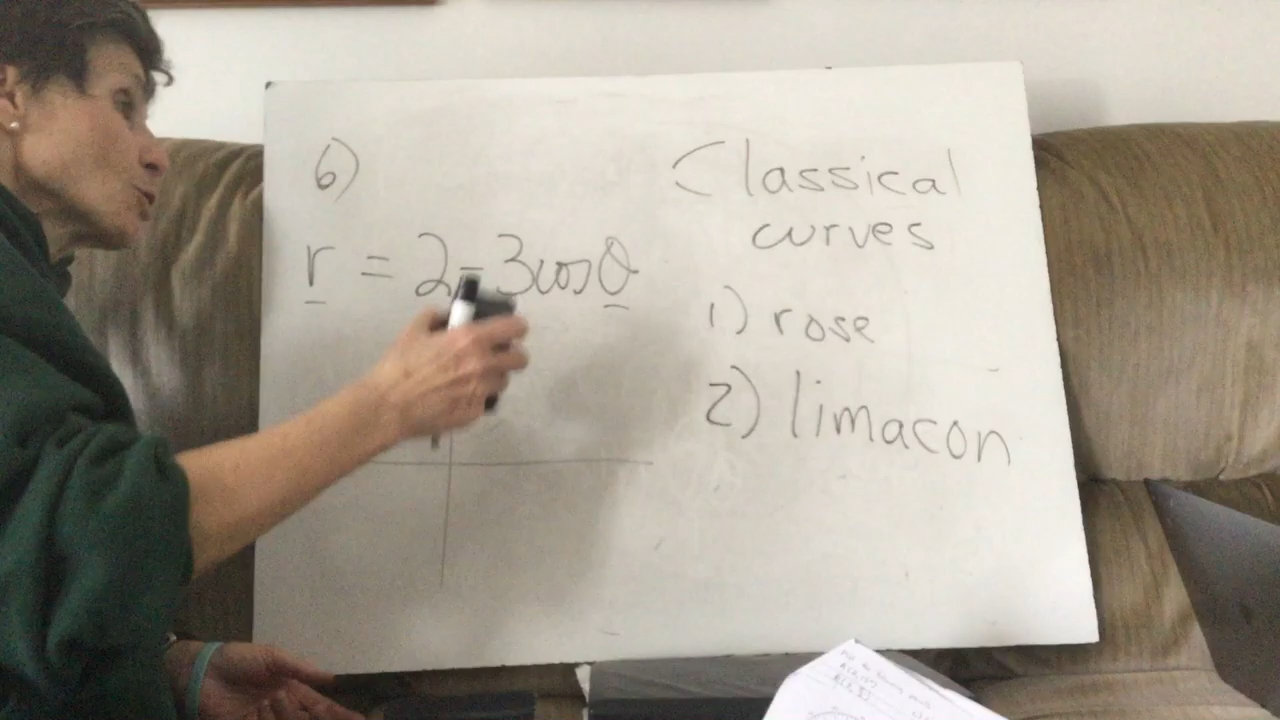 6)
r = 2-3cosθ
Classical
curves
1) rose
2) limacon